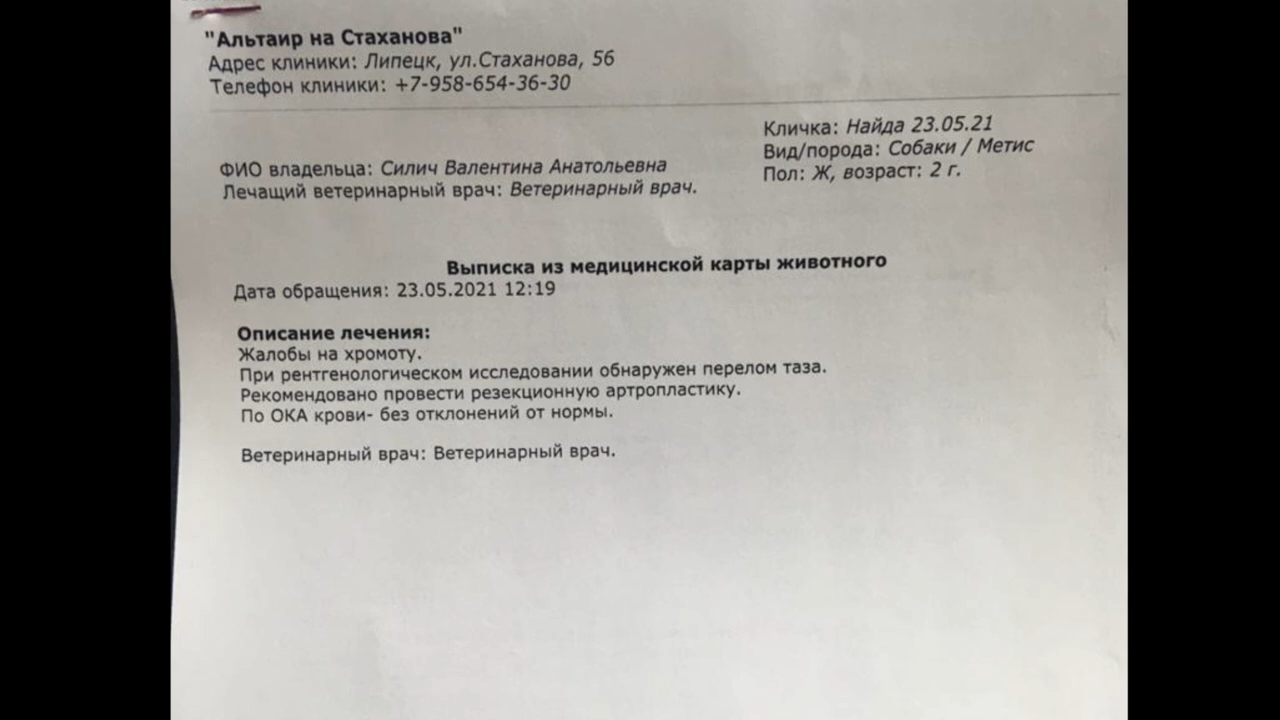 "Альтаир на Стаханова"
Адрес клиники: Липецк, ул.Стаханова, 56
Телефон клиники: +7-958-654-36-30
Кличка: Найда 23.05.21
Вид/порода: Собаки / Метис
Пол: Ж, возраст: 2 г.
ФИО владельца: Силич Валентина Анатольевна
Лечащий ветеринарный врач: Ветеринарный врач.
Выписка из медицинской карты животного
Дата обращения: 23.05.2021 12:19
Описание лечения:
Жалобы на хромоту.
При рентгенологическом исследовании обнаружен перелом таза.
Рекомендовано провести резекционную артропластику.
По ОКА крови- без отклонений от нормы.
Ветеринарный врач: Ветеринарный врач.